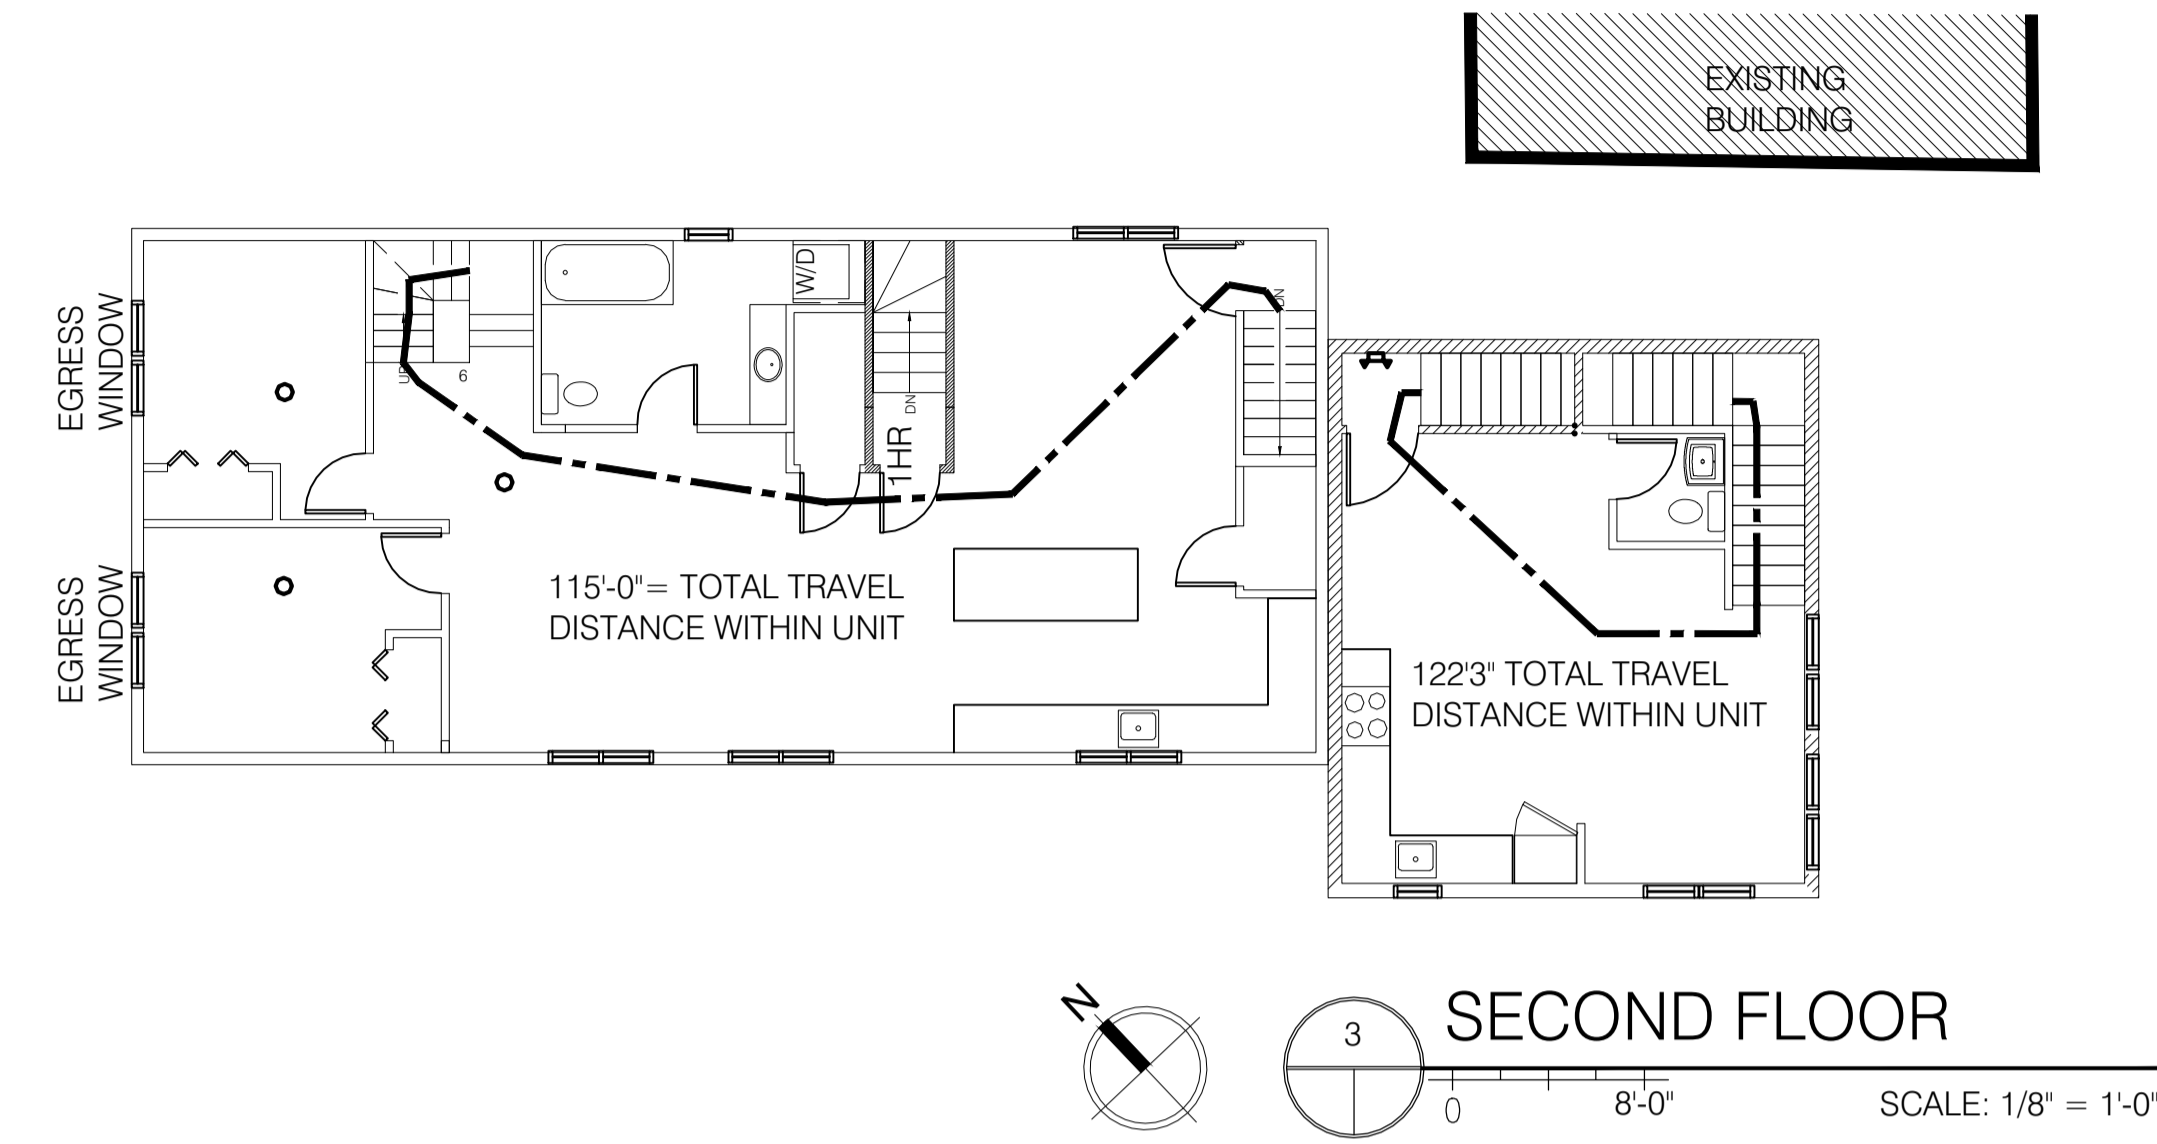 EXISTING
BUILDING
EGRESS
WINDOW
W/D
DN
UP
6
DN
1HR
EGRESS
WINDOW
115'-0"= TOTAL TRAVEL
DISTANCE WITHIN UNIT
122'3" TOTAL TRAVEL
DISTANCE WITHIN UNIT
N
3
SECOND FLOOR
0
8'-0"
SCALE: 1/8" = 1'-0"